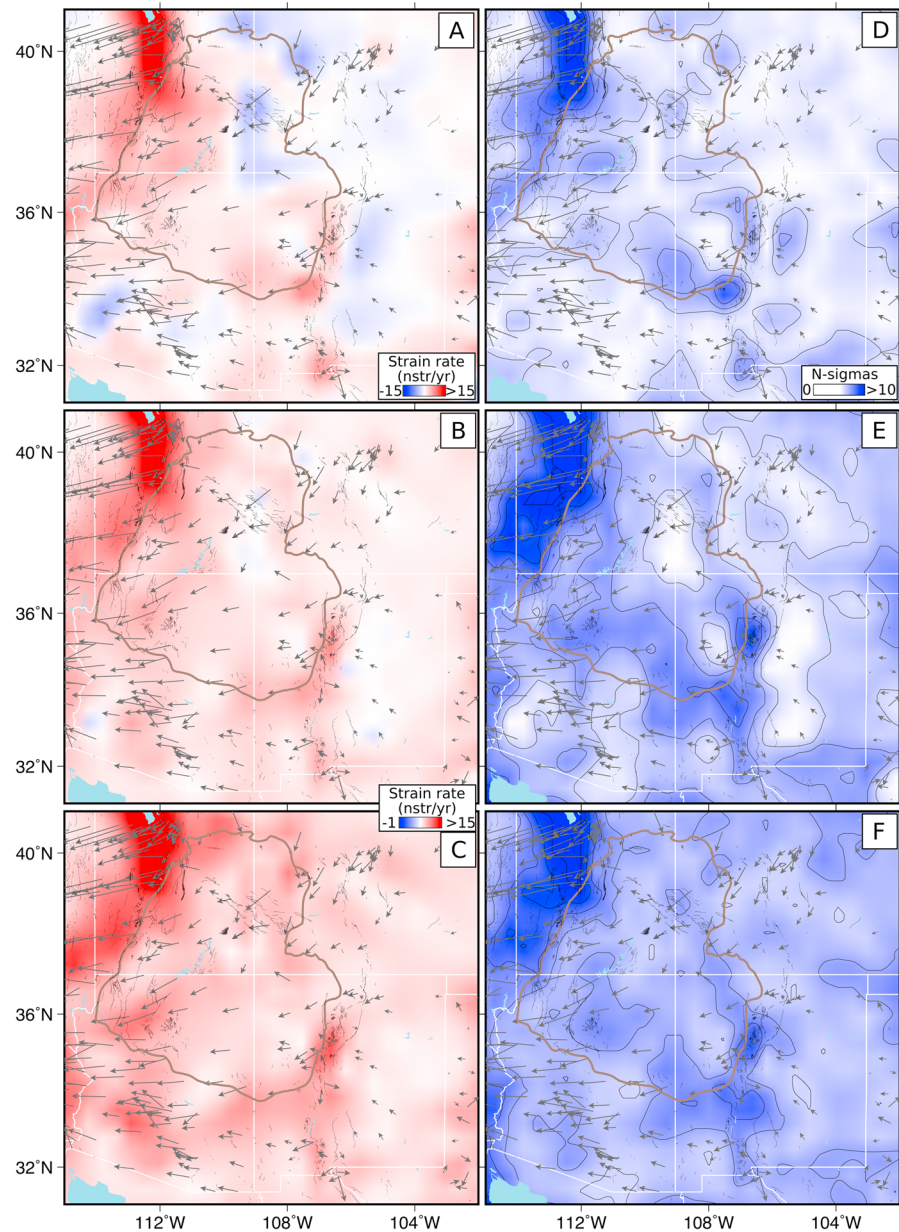 A
D
40°N
36°N
32°N
Strain rate
(nstr/yr)
-15 >15
N-sigmas
0 >10
B
E
40°N
36°N
32°N
Strain rate
(nstr/yr)
-1 >15
C
F
40°N
36°N
32°N
112°W 108°W 104°W 112°W 108°W 104°W